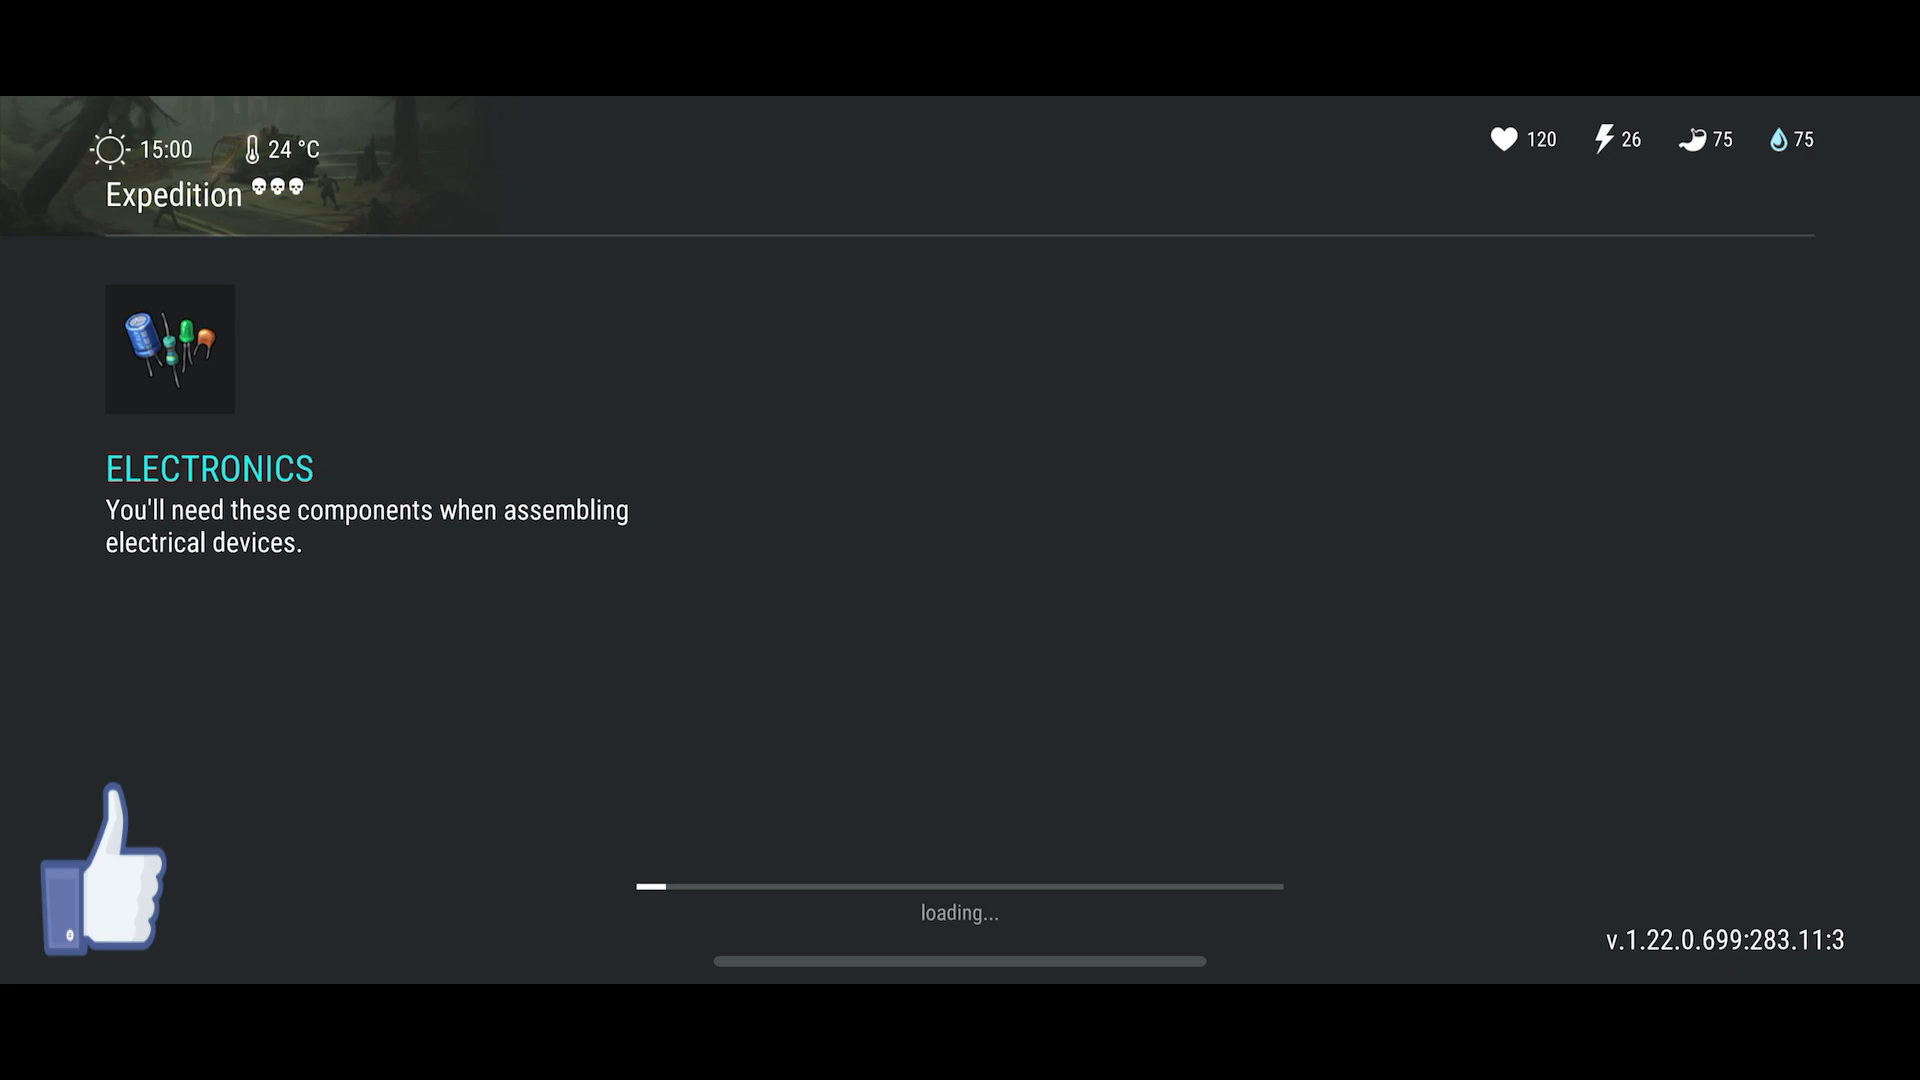 15:00 24 °C
120 26 75 75
Expedition
ELECTRONICS
You'll need these components when assembling
electrical devices.
loading...
v.1.22.0.699:283.11:3